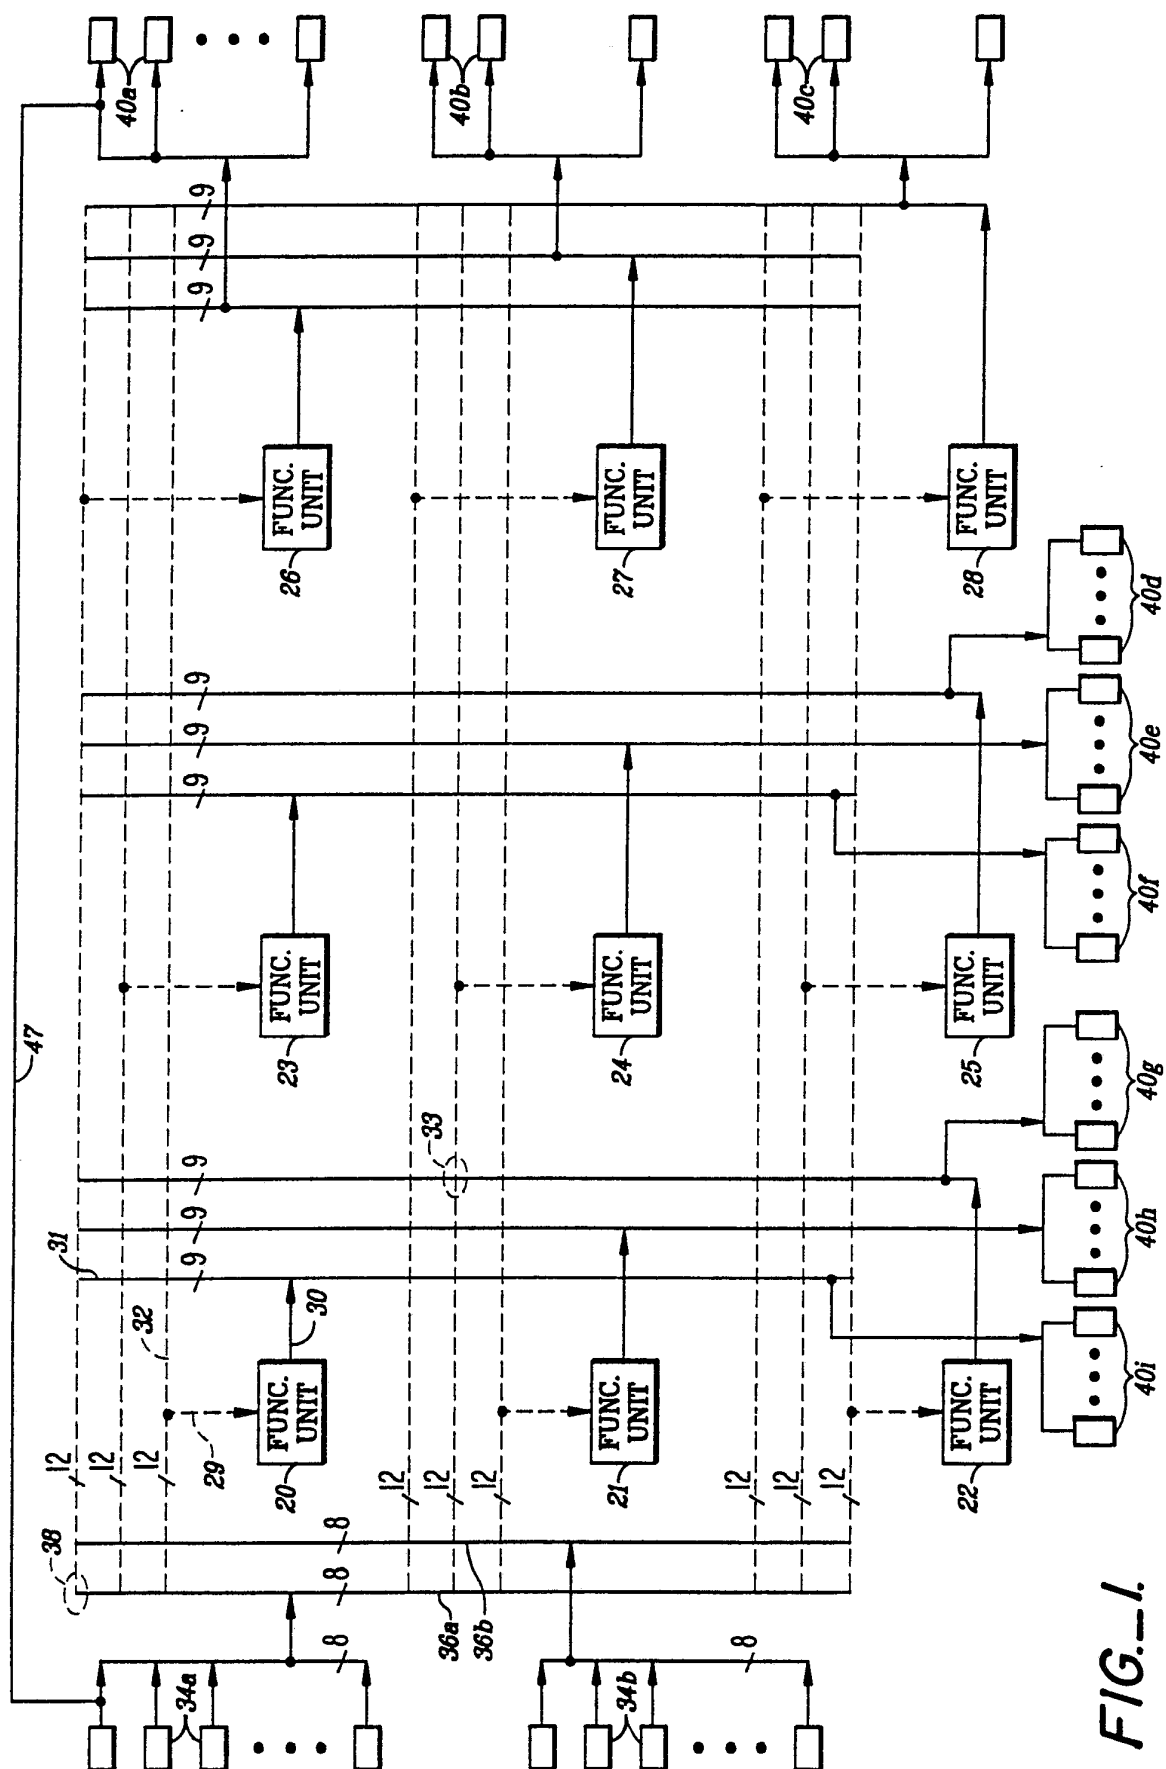 47
38
12
12
12
32
31
9
9
9
9
9
9
9
9
9
34a
8
29
20
FUNC.
UNIT
30
23
FUNC.
UNIT
26
FUNC.
UNIT
40a
8
8
36a
36b
12
12
12
33
21
FUNC.
UNIT
24
FUNC.
UNIT
27
FUNC.
UNIT
40b
34b
8
12
12
12
22
FUNC.
UNIT
25
FUNC.
UNIT
28
FUNC.
UNIT
40c
40i
40h
40g
40f
40e
40d
FIG._1.